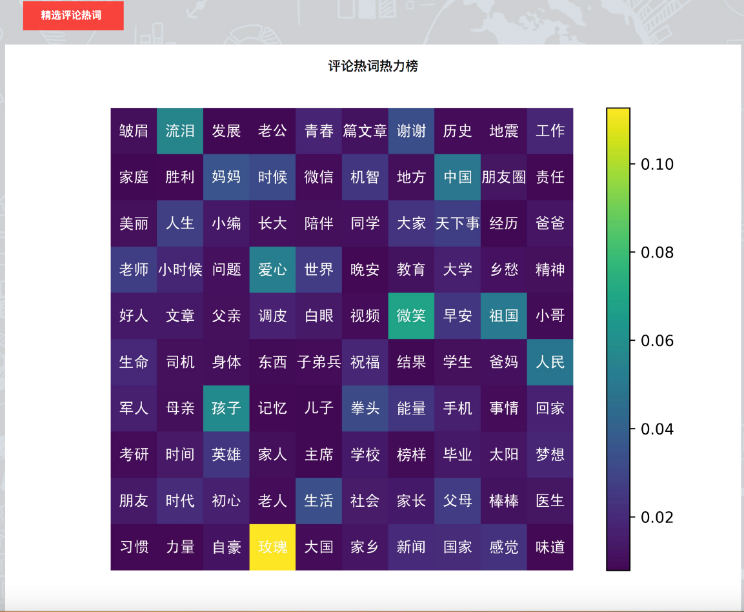 精选评论热词
评论热词热力榜
皱眉 流泪 发展 老公 青春 篇文章 谢谢 历史 地震 工作
家庭 胜利 妈妈 时候 微信 机智 地方 中国 朋友圈 责任
美丽 人生 小编 长大 陪伴 同学 大家 天下事 经历 爸爸
老师 小时候 问题 爱心 世界 晚安 教育 大学 乡愁 精神
好人 文章 父亲 调皮 白眼 视频 微笑 早安 祖国 小哥
生命 司机 身体 东西 子弟兵 祝福 结果 学生 爸妈 人民
军人 母亲 孩子 记忆 儿子 拳头 能量 手机 事情 回家
考研 时间 英雄 家人 主席 学校 榜样 毕业 太阳 梦想
朋友 时代 初心 老人 生活 社会 家长 父母 棒棒 医生
习惯 力量 自豪 玫瑰 大国 家乡 新闻 国家 感觉 味道
0.10
0.08
0.06
0.04
0.02